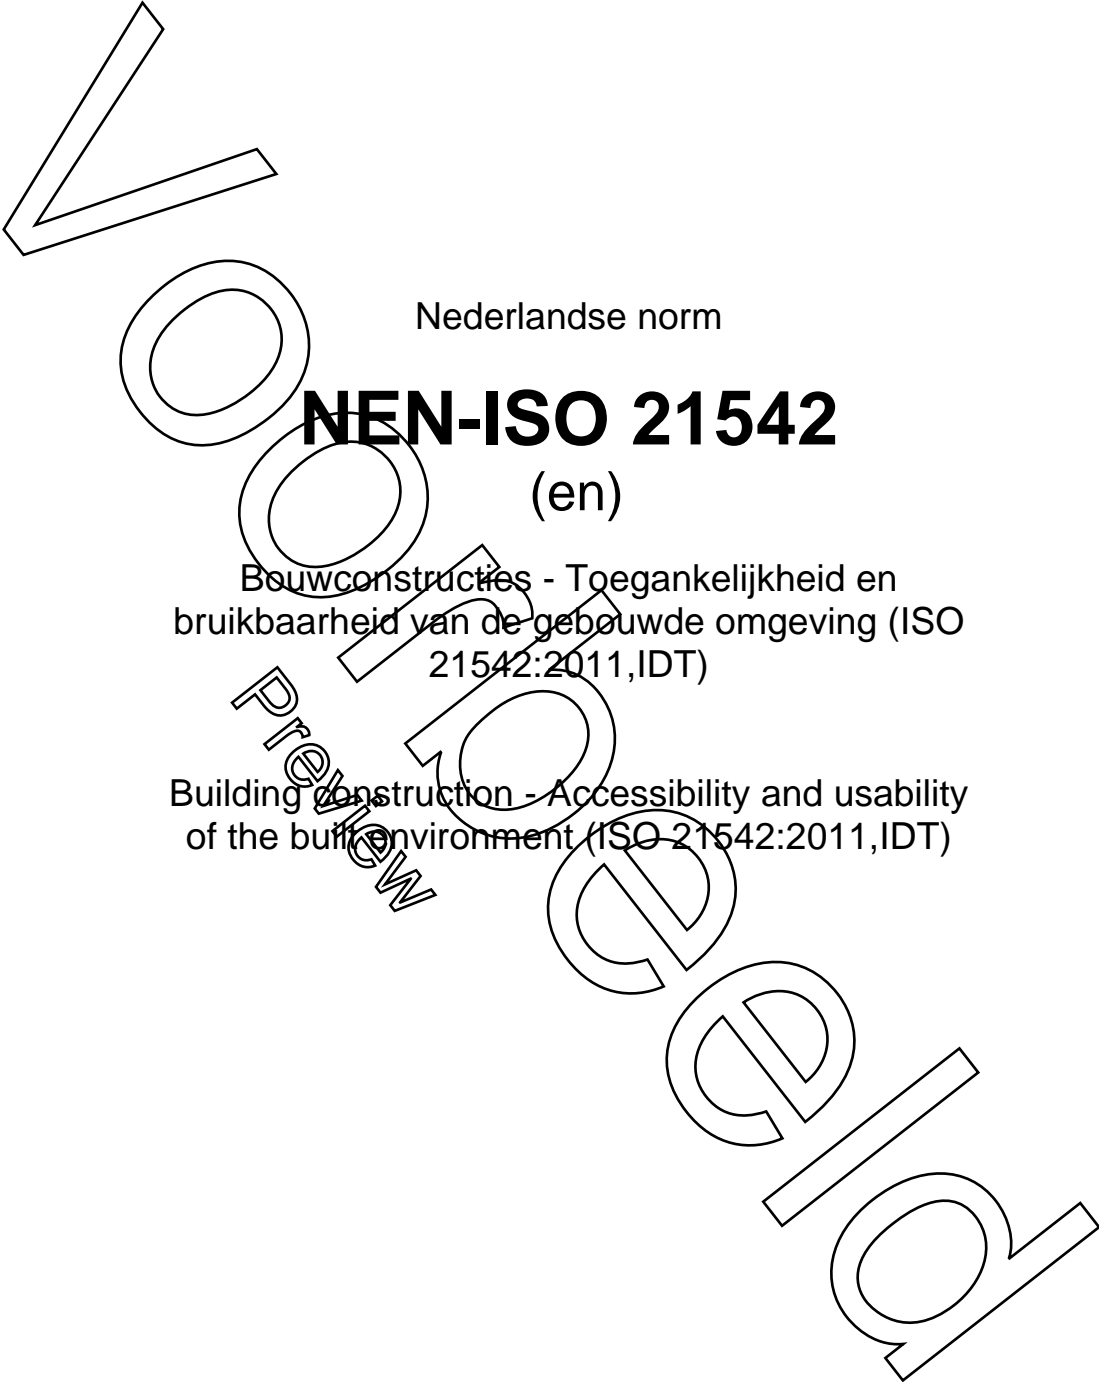 Nederlandse norm
NEN-ISO 21542
(en)
Bouwconstructies - Toegankelijkheid en
bruikbaarheid van de gebouwde omgeving (ISO
21542:2011,IDT)
Building construction - Accessibility and usability
of the built environment (ISO 21542:2011,IDT)
Voorbeeld
Preview